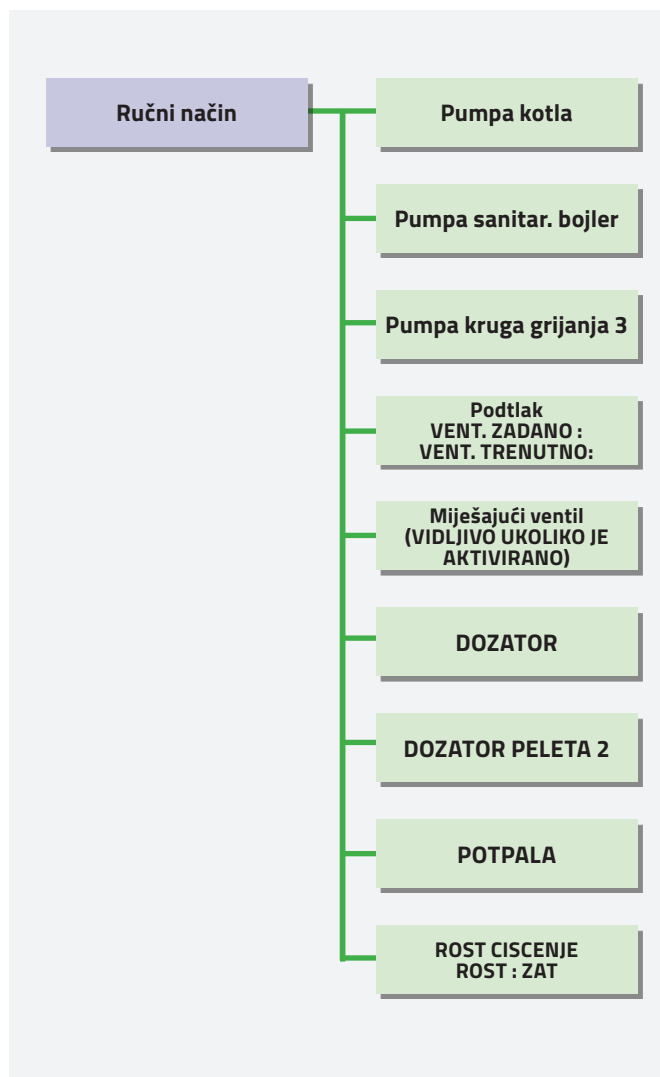 Ručni način
Pumpa kotla
Pumpa sanitar. bojler
Pumpa kruga grijanja 3
Podtlak
VENT. ZADANO :
VENT. TRENUTNO:
Miješajući ventil
(VIDLJIVO UKOLIKO JE
AKTIVIRANO)
DOZATOR
DOZATOR PELETA 2
POTPALA
ROST CISCENJE
ROST : ZAT